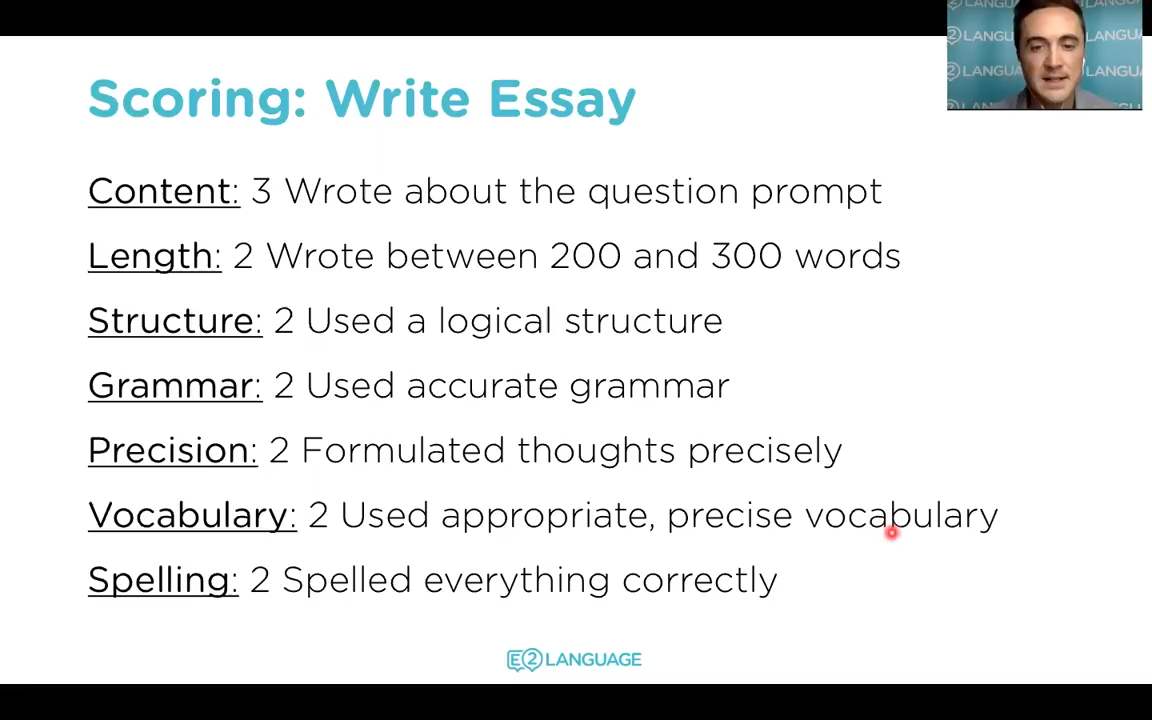 Scoring: Write Essay
Content: 3 Wrote about the question prompt
Length: 2 Wrote between 200 and 300 words
Structure: 2 Used a logical structure
Grammar: 2 Used accurate grammar
Precision: 2 Formulated thoughts precisely
Vocabulary: 2 Used appropriate, precise vocabulary
Spelling: 2 Spelled everything correctly
E2 LANGUAGE